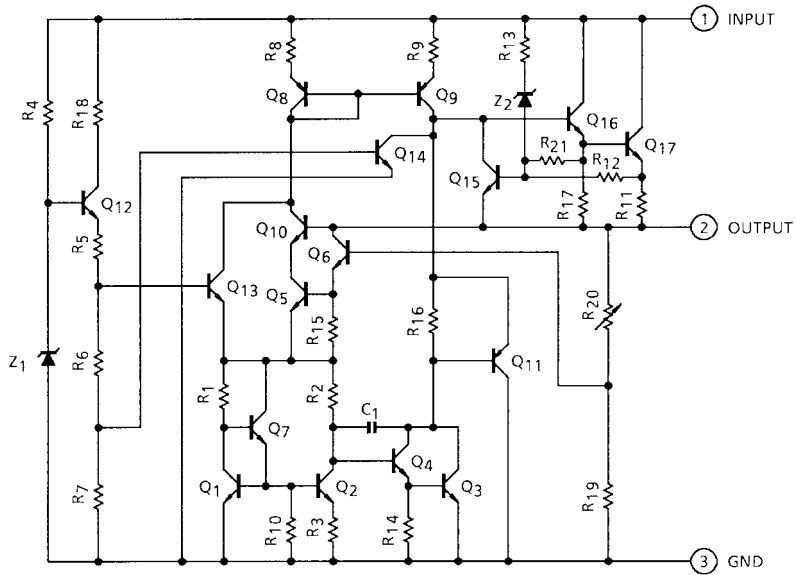 1 INPUT
R8
R9
R13
R4
R18
Q8
Q9
Z2
Q16
Q14
R21
Q17
Q12
Q15
R12
R17
R11
R5
Q10
2 OUTPUT
Q6
Q13
Q5
R20
R15
R16
Z1
R6
Q11
R1
R2
C1
Q7
Q4
R7
Q1
Q2
Q3
R19
R10
R3
R14
3 GND